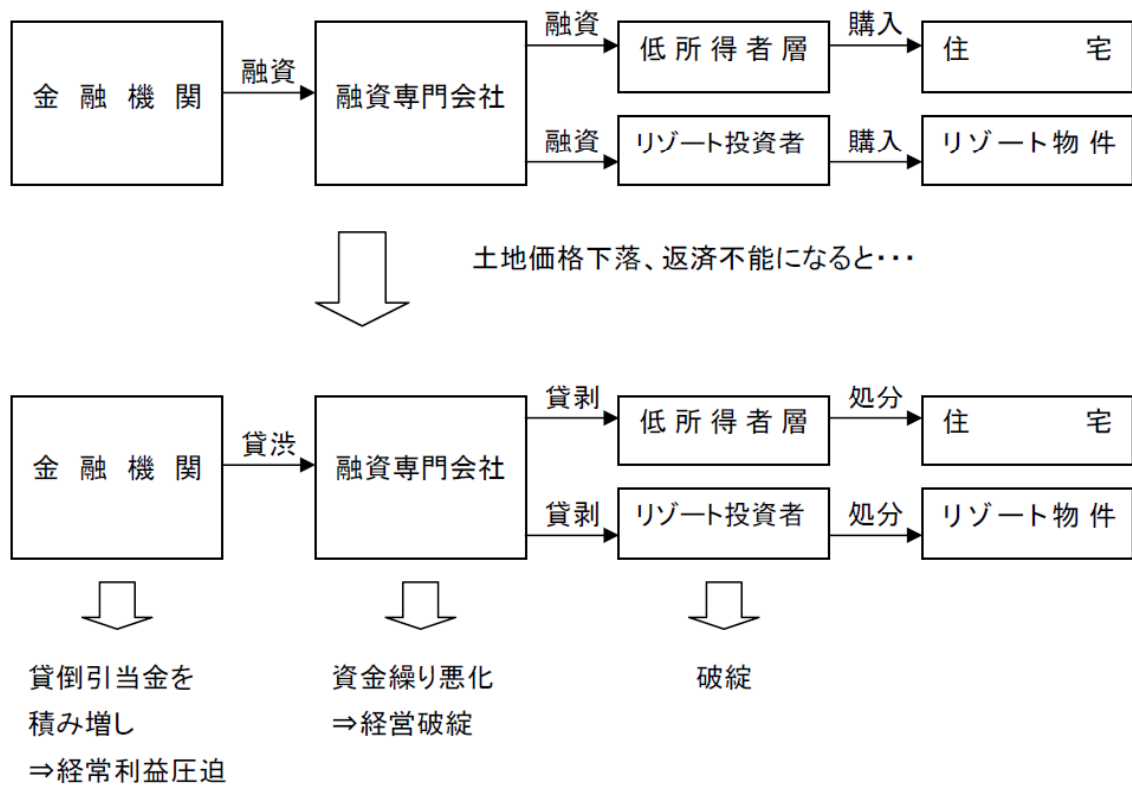 融資
購入
低所得者層
住宅
融資
金融機関
融資専門会社
融資
リゾート投資者
購入
リゾート物件
土地価格下落、返済不能になると･･･
貸剥
処分
低所得者層
住宅
貸渋
金融機関
融資専門会社
貸剥
リゾート投資者
処分
リゾート物件
貸倒引当金を
積み増し
⇒経常利益圧迫
資金繰り悪化
⇒経営破綻
破綻